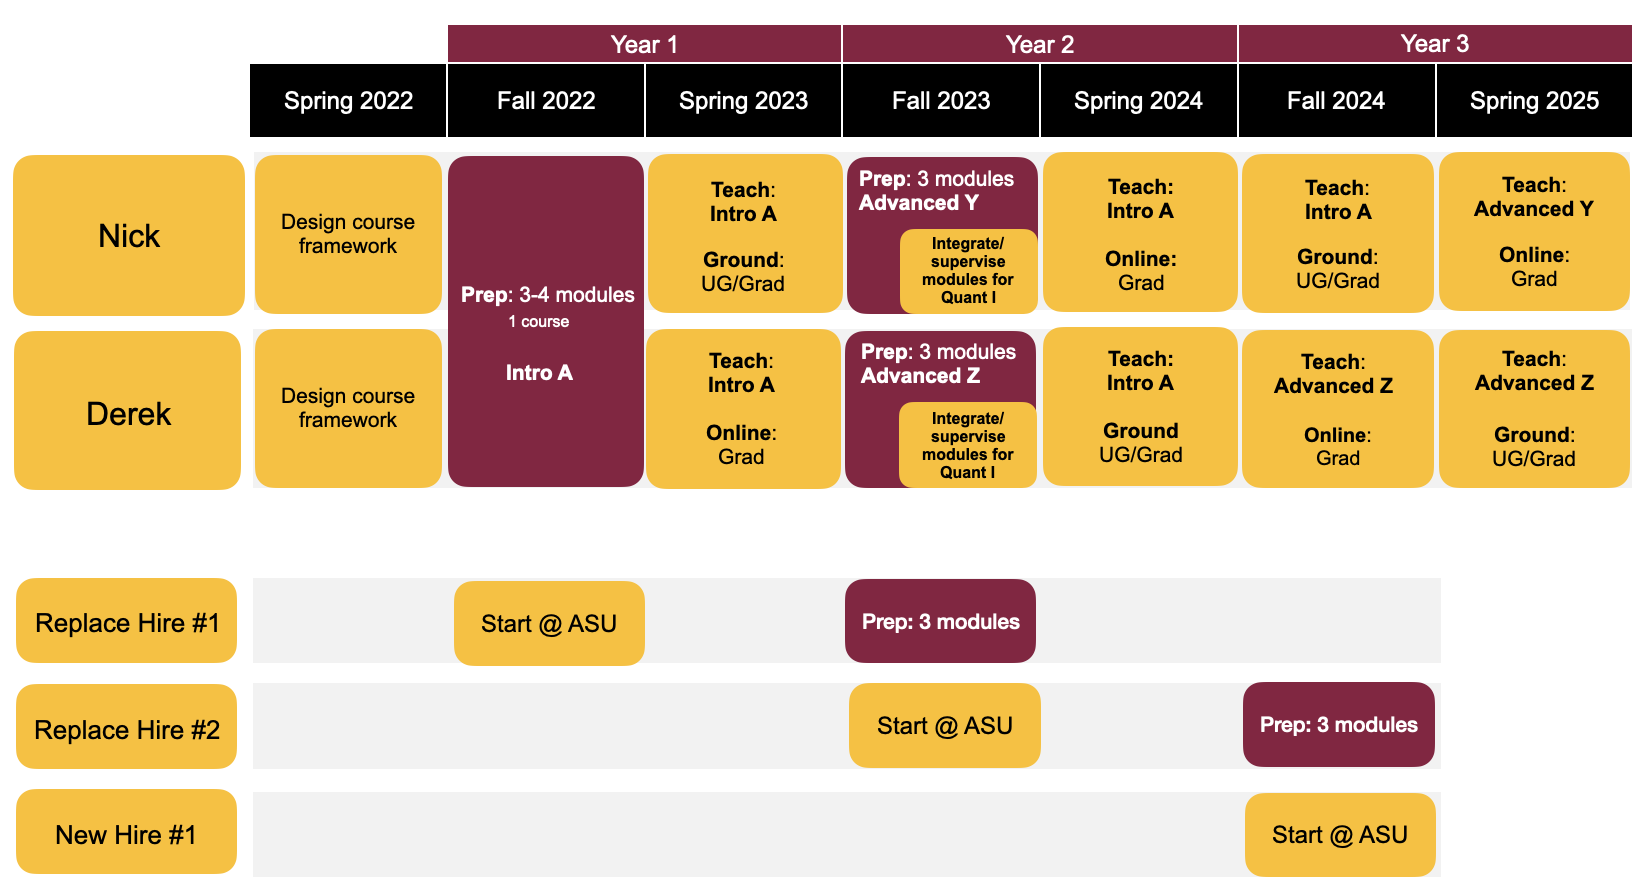 Year 1
Year 2
Year 3
Spring 2022
Fall 2022
Spring 2023
Fall 2023
Spring 2024
Fall 2024
Spring 2025
Nick
Design course
framework
Prep: 3-4 modules
1 course
Intro A
Teach:
Intro A
Ground:
UG/Grad
Prep: 3 modules
Advanced Y
Integrate/
supervise
modules for
Quant I
Teach:
Intro A
Online:
Grad
Teach:
Intro A
Ground:
UG/Grad
Teach:
Advanced Y
Online:
Grad
Derek
Design course
framework
Teach:
Intro A
Online:
Grad
Prep: 3 modules
Advanced Z
Integrate/
supervise
modules for
Quant I
Teach:
Intro A
Ground
UG/Grad
Teach:
Advanced Z
Online:
Grad
Teach:
Advanced Z
Ground:
UG/Grad
Replace Hire #1
Start @ ASU
Prep: 3 modules
Replace Hire #2
Start @ ASU
Prep: 3 modules
New Hire #1
Start @ ASU